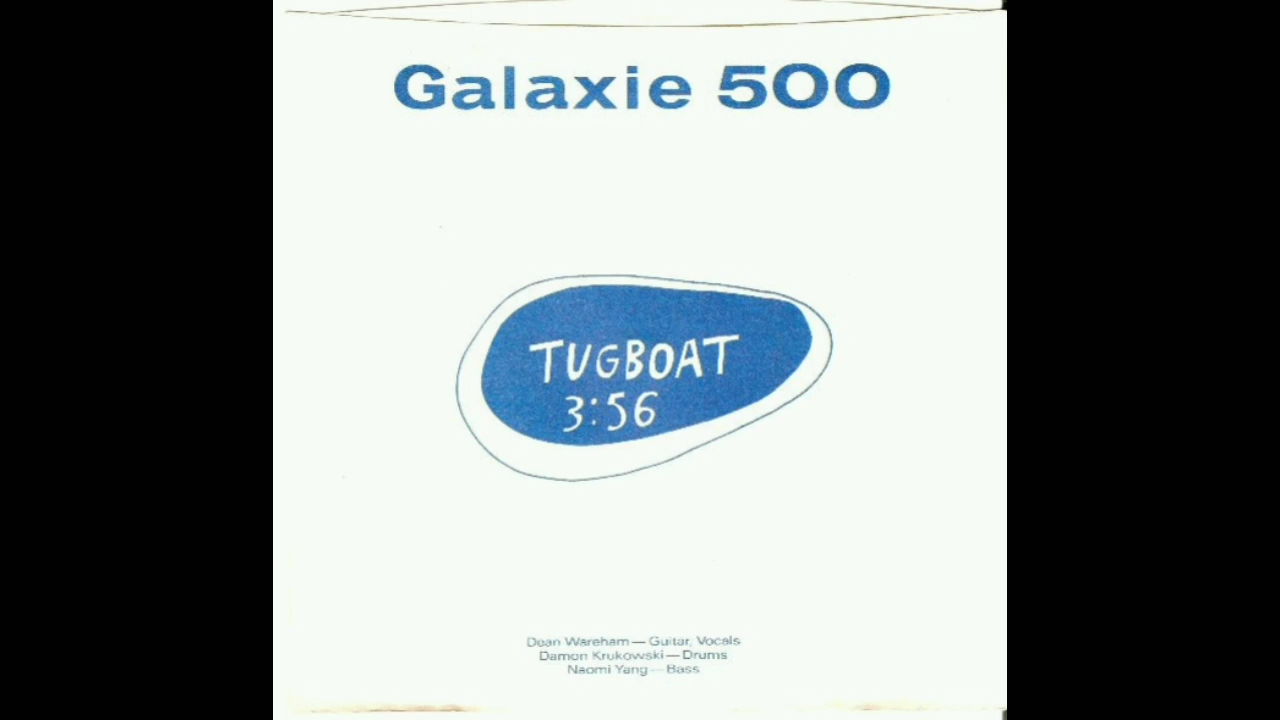 Galaxie 500
TUGBOAT
3:56
Dean Wareham — Guitar, Vocals
Damon Krukowski — Drums
Naomi Yang — Bass